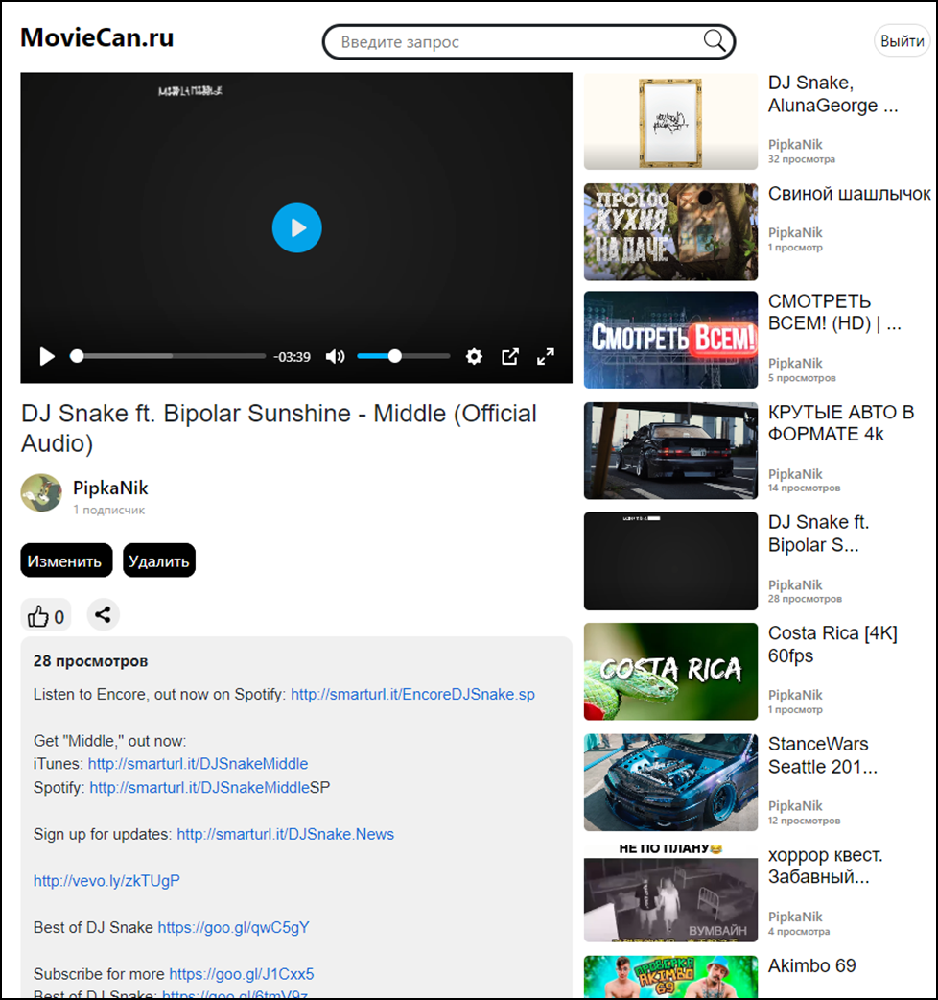 MovieCan.ru
Введите запрос
Выйти
-03:39
DJ Snake ft. Bipolar Sunshine - Middle (Official
Audio)
PipkaNik
1 подписчик
Изменить
Удалить
0
28 просмотров
Listen to Encore, out now on Spotify: http://smarturl.it/EncoreDJSnake.sp
Get "Middle," out now:
iTunes: http://smarturl.it/DJSnakeMiddle
Spotify: http://smarturl.it/DJSnakeMiddleSP
Sign up for updates: http://smarturl.it/DJSnake.News
http://vevo.ly/zkTUgP
Best of DJ Snake https://goo.gl/qwC5gY
Subscribe for more https://goo.gl/J1Cxx5
Best of DJ Snake: https://goo.gl/6tmV9z
DJ Snake,
AlunaGeorge ...
PipkaNik
32 просмотра
ПРО100
КУХНЯ
НА ДАЧЕ
Свиной шашлычок
PipkaNik
1 просмотр
СМОТРЕТЬ ВСЕМ!
СМОТРЕТЬ
ВСЕМ! (HD) | ...
PipkaNik
5 просмотров
КРУТЫЕ АВТО В
ФОРМАТЕ 4k
PipkaNik
14 просмотров
DJ Snake ft.
Bipolar S...
PipkaNik
28 просмотров
COSTA RICA
Costa Rica [4K]
60fps
PipkaNik
1 просмотр
StanceWars
Seattle 201...
PipkaNik
12 просмотров
НЕ ПО ПЛАНУ😂
ВУМВАЙН
хоррор квест.
Забавный...
PipkaNik
4 просмотра
ПРОВЕРКА
AKIMBO
69
Akimbo 69